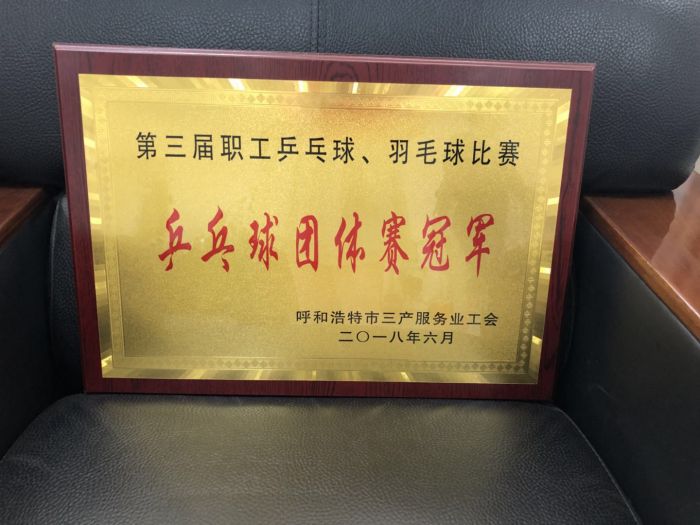 第三届职工乒乓球、羽毛球比赛
乒乓球团体赛冠军
呼和浩特市三产服务业工会
二〇一八年六月